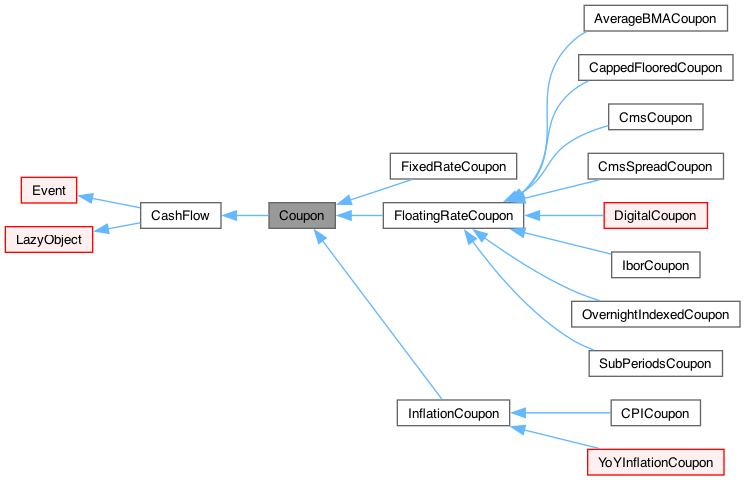 AverageBMACoupon
CappedFlooredCoupon
CmsCoupon
FixedRateCoupon
CmsSpreadCoupon
Event
CashFlow
Coupon
FloatingRateCoupon
DigitalCoupon
LazyObject
IborCoupon
OvernightIndexedCoupon
SubPeriodsCoupon
InflationCoupon
CPICoupon
YoYInflationCoupon